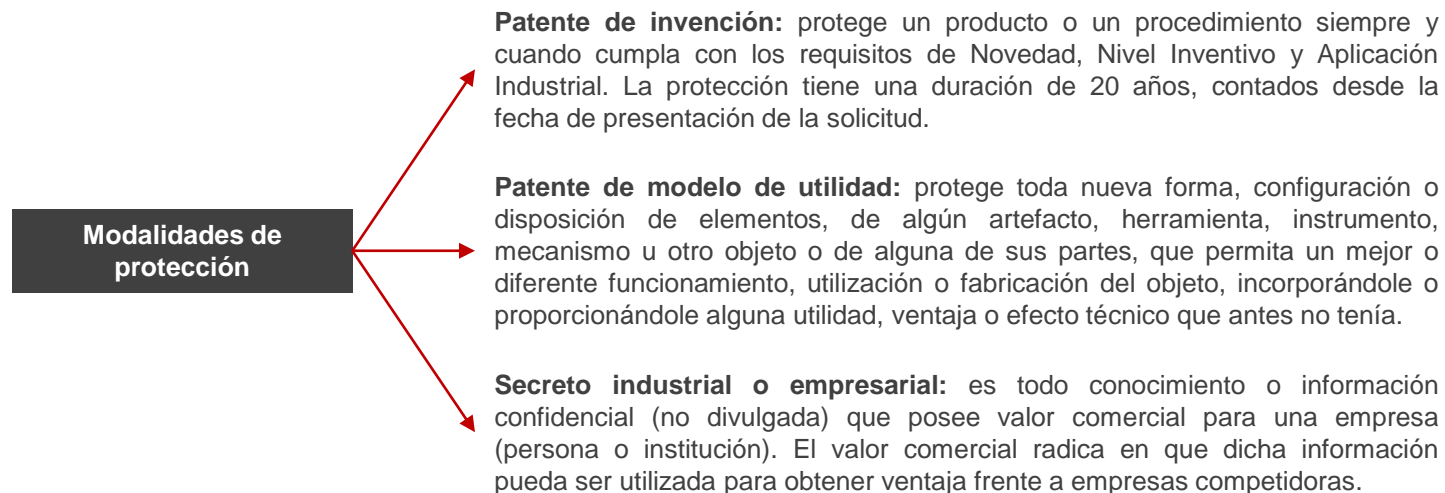 Patente de invención: protege un producto o un procedimiento siempre y
cuando cumpla con los requisitos de Novedad, Nivel Inventivo y Aplicación
Industrial. La protección tiene una duración de 20 años, contados desde la
fecha de presentación de la solicitud.
Modalidades de
protección
Patente de modelo de utilidad: protege toda nueva forma, configuración o
disposición de elementos, de algún artefacto, herramienta, instrumento,
mecanismo u otro objeto o de alguna de sus partes, que permita un mejor o
diferente funcionamiento, utilización o fabricación del objeto, incorporándole o
proporcionándole alguna utilidad, ventaja o efecto técnico que antes no tenía.
Secreto industrial o empresarial: es todo conocimiento o información
confidencial (no divulgada) que posee valor comercial para una empresa
(persona o institución). El valor comercial radica en que dicha información
pueda ser utilizada para obtener ventaja frente a empresas competidoras.